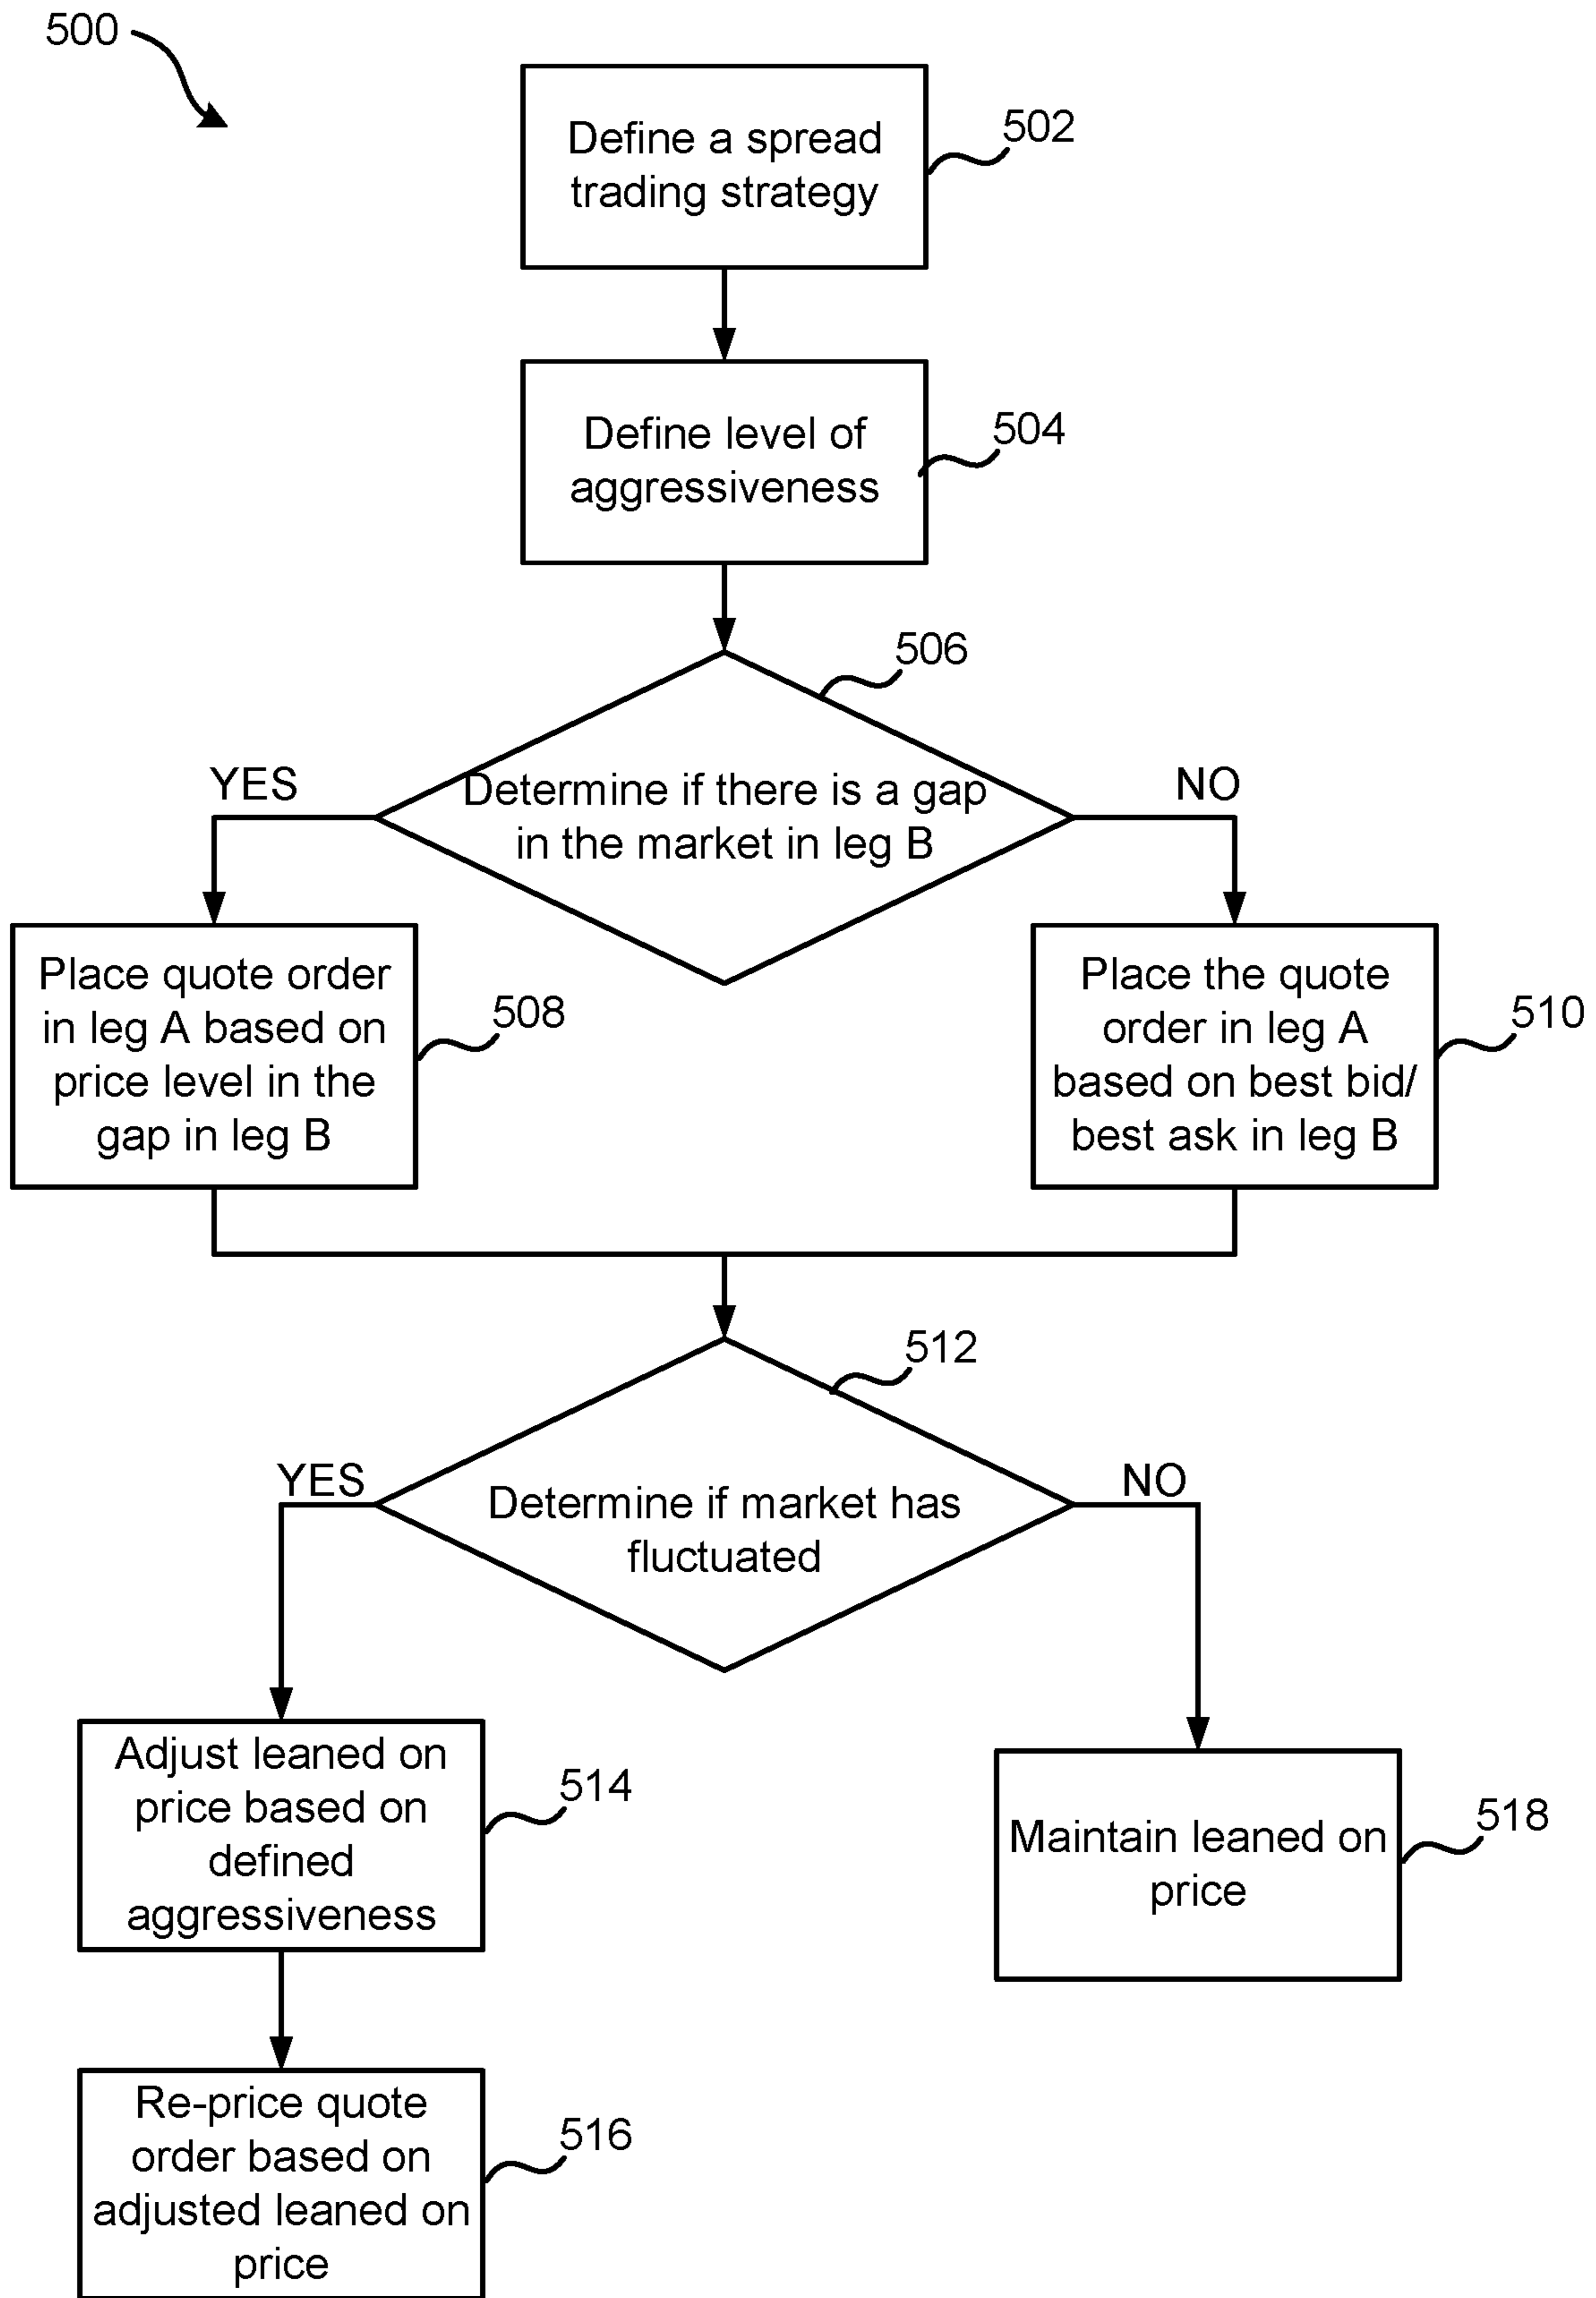 500
Define a spread
trading strategy
502
Define level of
aggressiveness
504
506
YES
Determine if there is a gap
in the market in leg B
NO
Place quote order
in leg A based on
price level in the
gap in leg B
508
Place the quote
order in leg A
based on best bid/
best ask in leg B
510
512
YES
Determine if market has
fluctuated
NO
Adjust leaned on
price based on
defined
aggressiveness
514
Maintain leaned on
price
518
Re-price quote
order based on
adjusted leaned on
price
516